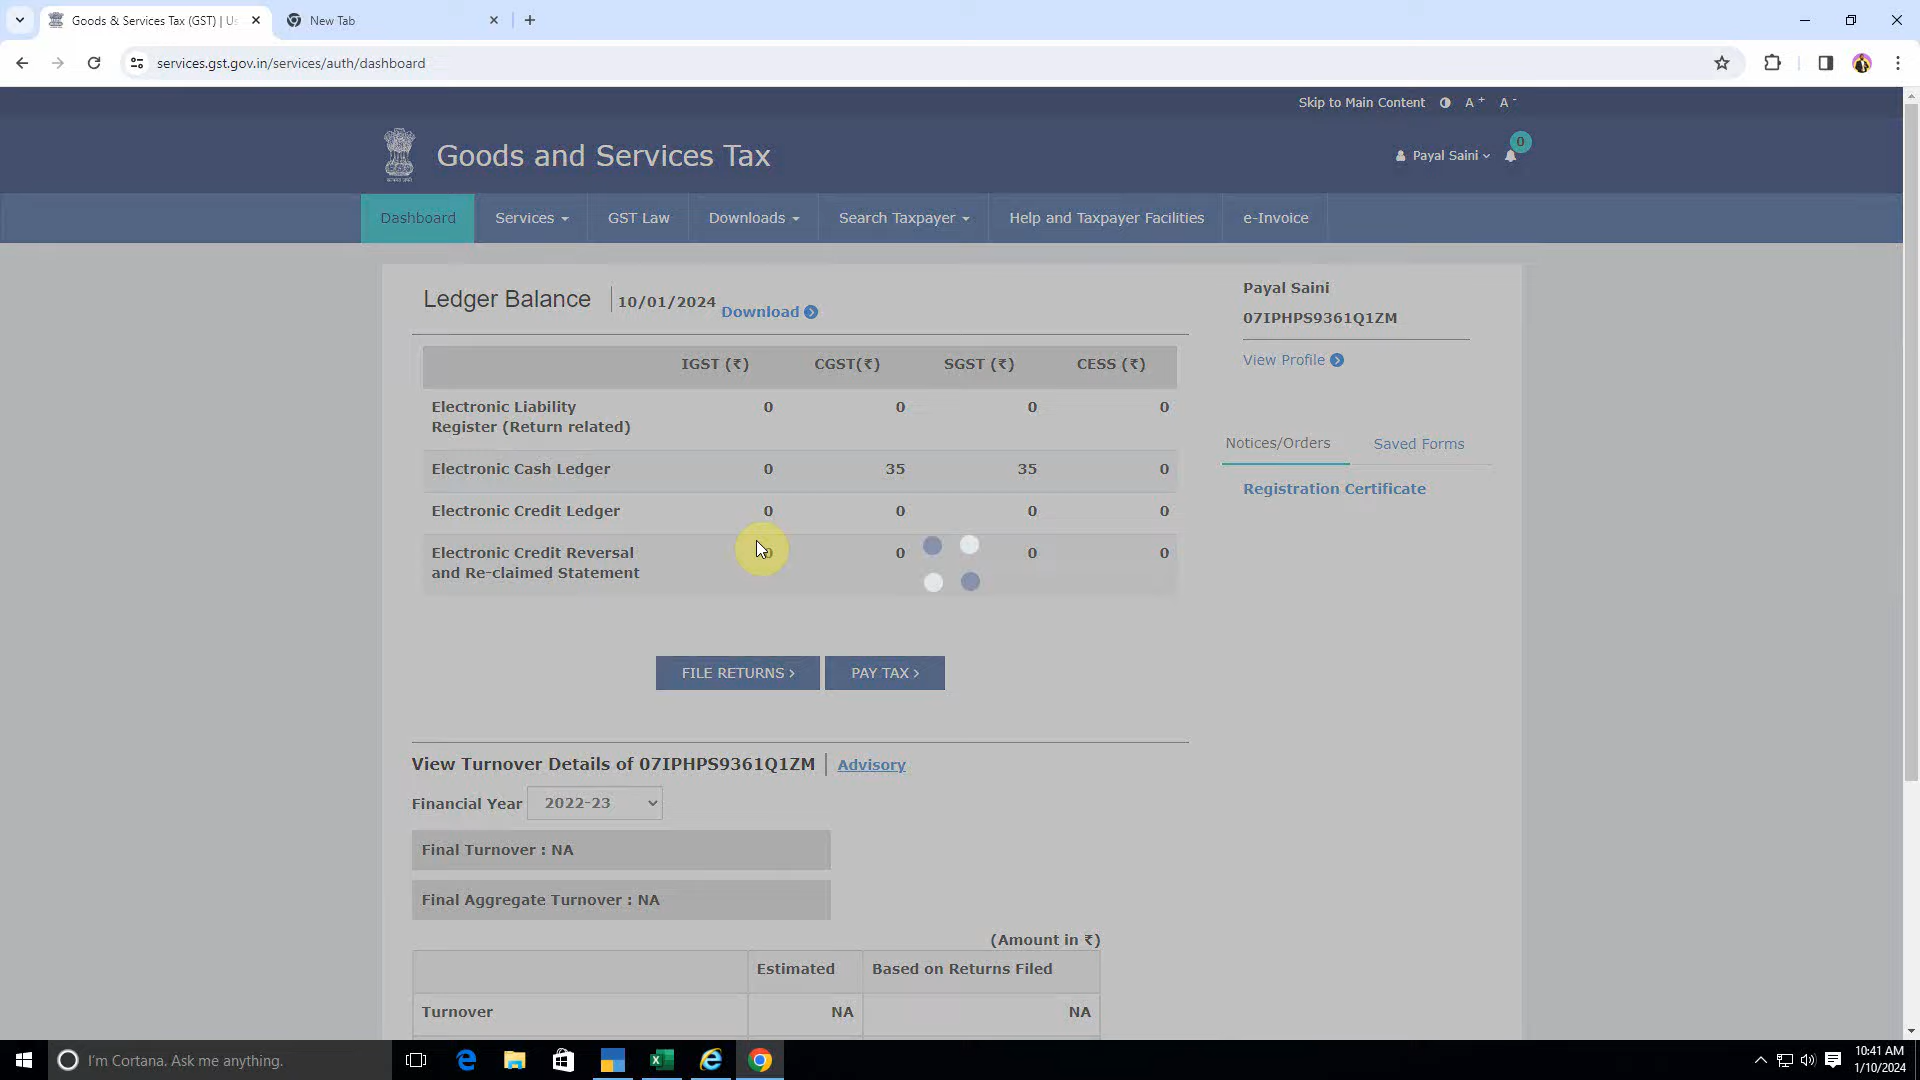 Goods & Services Tax (GST) | Us
New Tab
services.gst.gov.in/services/auth/dashboard
Skip to Main Content A+ A-
Goods and Services Tax
Payal Saini
0
Dashboard
Services
GST Law
Downloads
Search Taxpayer
Help and Taxpayer Facilities
e-Invoice
Ledger Balance
10/01/2024
Download
IGST (₹) CGST(₹) SGST (₹) CESS (₹)
Electronic Liability
Register (Return related) 0 0 0 0
Electronic Cash Ledger 0 35 35 0
Electronic Credit Ledger 0 0 0 0
Electronic Credit Reversal
and Re-claimed Statement 0 0 0 0
FILE RETURNS >
PAY TAX >
Payal Saini
07IPHPS9361Q1ZM
View Profile
Notices/Orders
Saved Forms
Registration Certificate
View Turnover Details of 07IPHPS9361Q1ZM
Advisory
Financial Year 2022-23
Final Turnover : NA
Final Aggregate Turnover : NA
(Amount in ₹)
Estimated Based on Returns Filed
Turnover NA NA
I'm Cortana. Ask me anything.
10:41 AM
1/10/2024